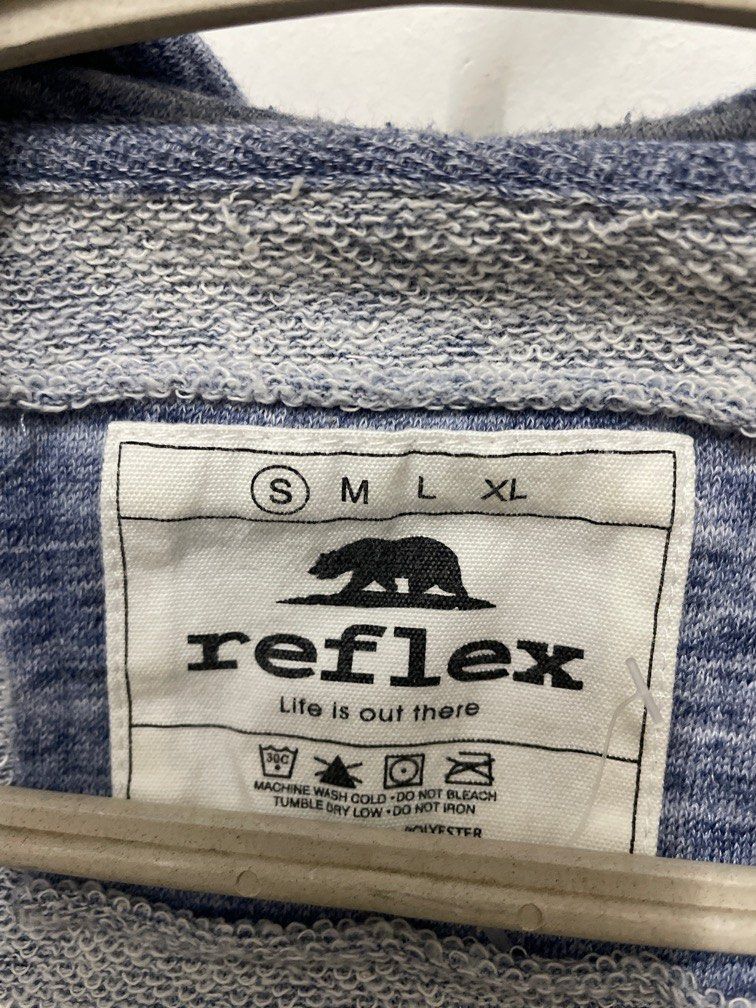 S M L XL
reflex
Life is out there
30C
MACHINE WASH COLD • DO NOT BLEACH
TUMBLE DRY LOW • DO NOT IRON
POLYESTER